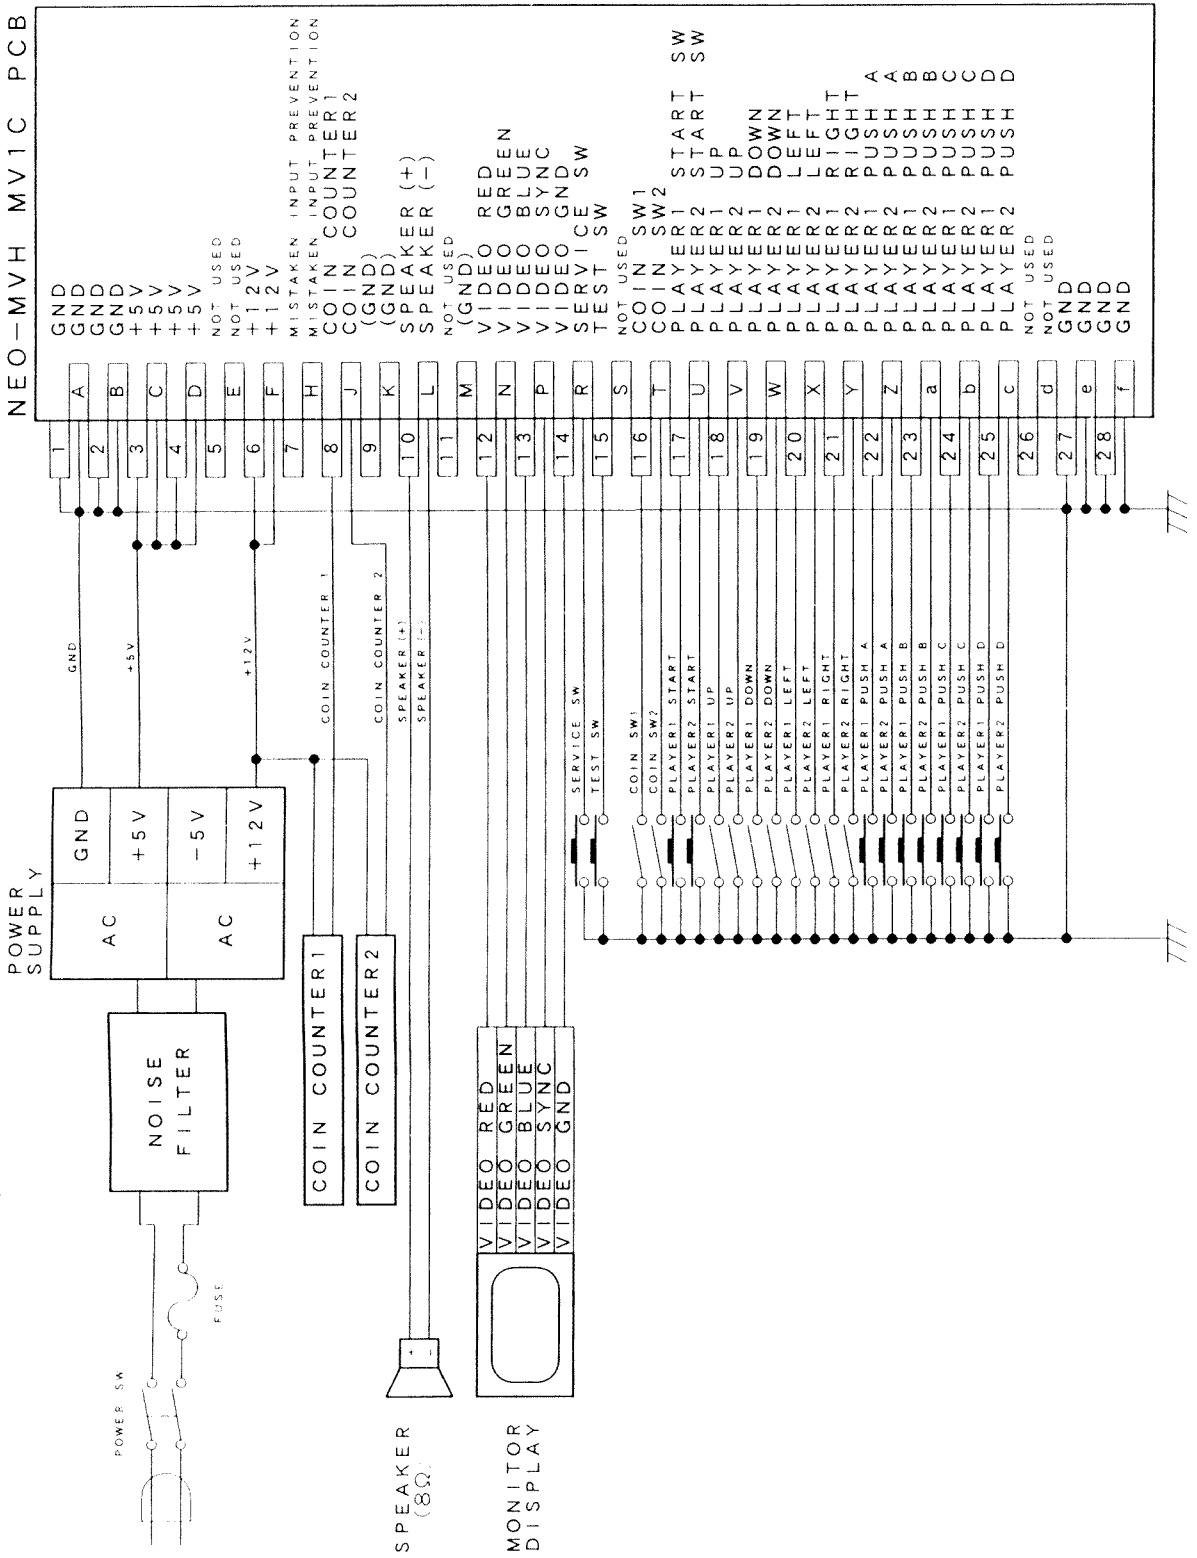 NEO-MVH MV1C PCB
1 GND
A GND
2 GND
B GND
3 +5V
C +5V
4 +5V
D +5V
5 NOT USED
E NOT USED
6 +12V
F +12V
7 MISTAKEN INPUT PREVENTION
H MISTAKEN INPUT PREVENTION
8 COIN COUNTER1
J COIN COUNTER2
9 (GND)
K (GND)
10 SPEAKER (+)
L SPEAKER (-)
11 NOT USED
M (GND)
12 VIDEO RED
N VIDEO GREEN
13 VIDEO BLUE
P VIDEO SYNC
14 VIDEO GND
R SERVICE SW
15 TEST SW
S NOT USED
16 COIN SW1
T COIN SW2
17 PLAYER1 START SW
U PLAYER2 START SW
18 PLAYER1 UP
V PLAYER2 UP
19 PLAYER1 DOWN
W PLAYER2 DOWN
20 PLAYER1 LEFT
X PLAYER2 LEFT
21 PLAYER1 RIGHT
Y PLAYER2 RIGHT
22 PLAYER1 PUSH A
Z PLAYER2 PUSH A
23 PLAYER1 PUSH B
a PLAYER2 PUSH B
24 PLAYER1 PUSH C
b PLAYER2 PUSH C
25 PLAYER1 PUSH D
c PLAYER2 PUSH D
26 NOT USED
d NOT USED
27 GND
e GND
28 GND
f GND
GND
+5V
+12V
COIN COUNTER 1
COIN COUNTER 2
SPEAKER (+)
SPEAKER (-)
SERVICE SW
TEST SW
COIN SW1
COIN SW2
PLAYER1 START
PLAYER2 START
PLAYER1 UP
PLAYER2 UP
PLAYER1 DOWN
PLAYER2 DOWN
PLAYER1 LEFT
PLAYER2 LEFT
PLAYER1 RIGHT
PLAYER2 RIGHT
PLAYER1 PUSH A
PLAYER2 PUSH A
PLAYER1 PUSH B
PLAYER2 PUSH B
PLAYER1 PUSH C
PLAYER2 PUSH C
PLAYER1 PUSH D
PLAYER2 PUSH D
POWER
SUPPLY
GND
+5V
-5V
+12V
AC
AC
NOISE
FILTER
COIN COUNTER1
COIN COUNTER2
VIDEO RED
VIDEO GREEN
VIDEO BLUE
VIDEO SYNC
VIDEO GND
FUSE
POWER SW
+
-
SPEAKER
(8Ω)
MONITOR
DISPLAY